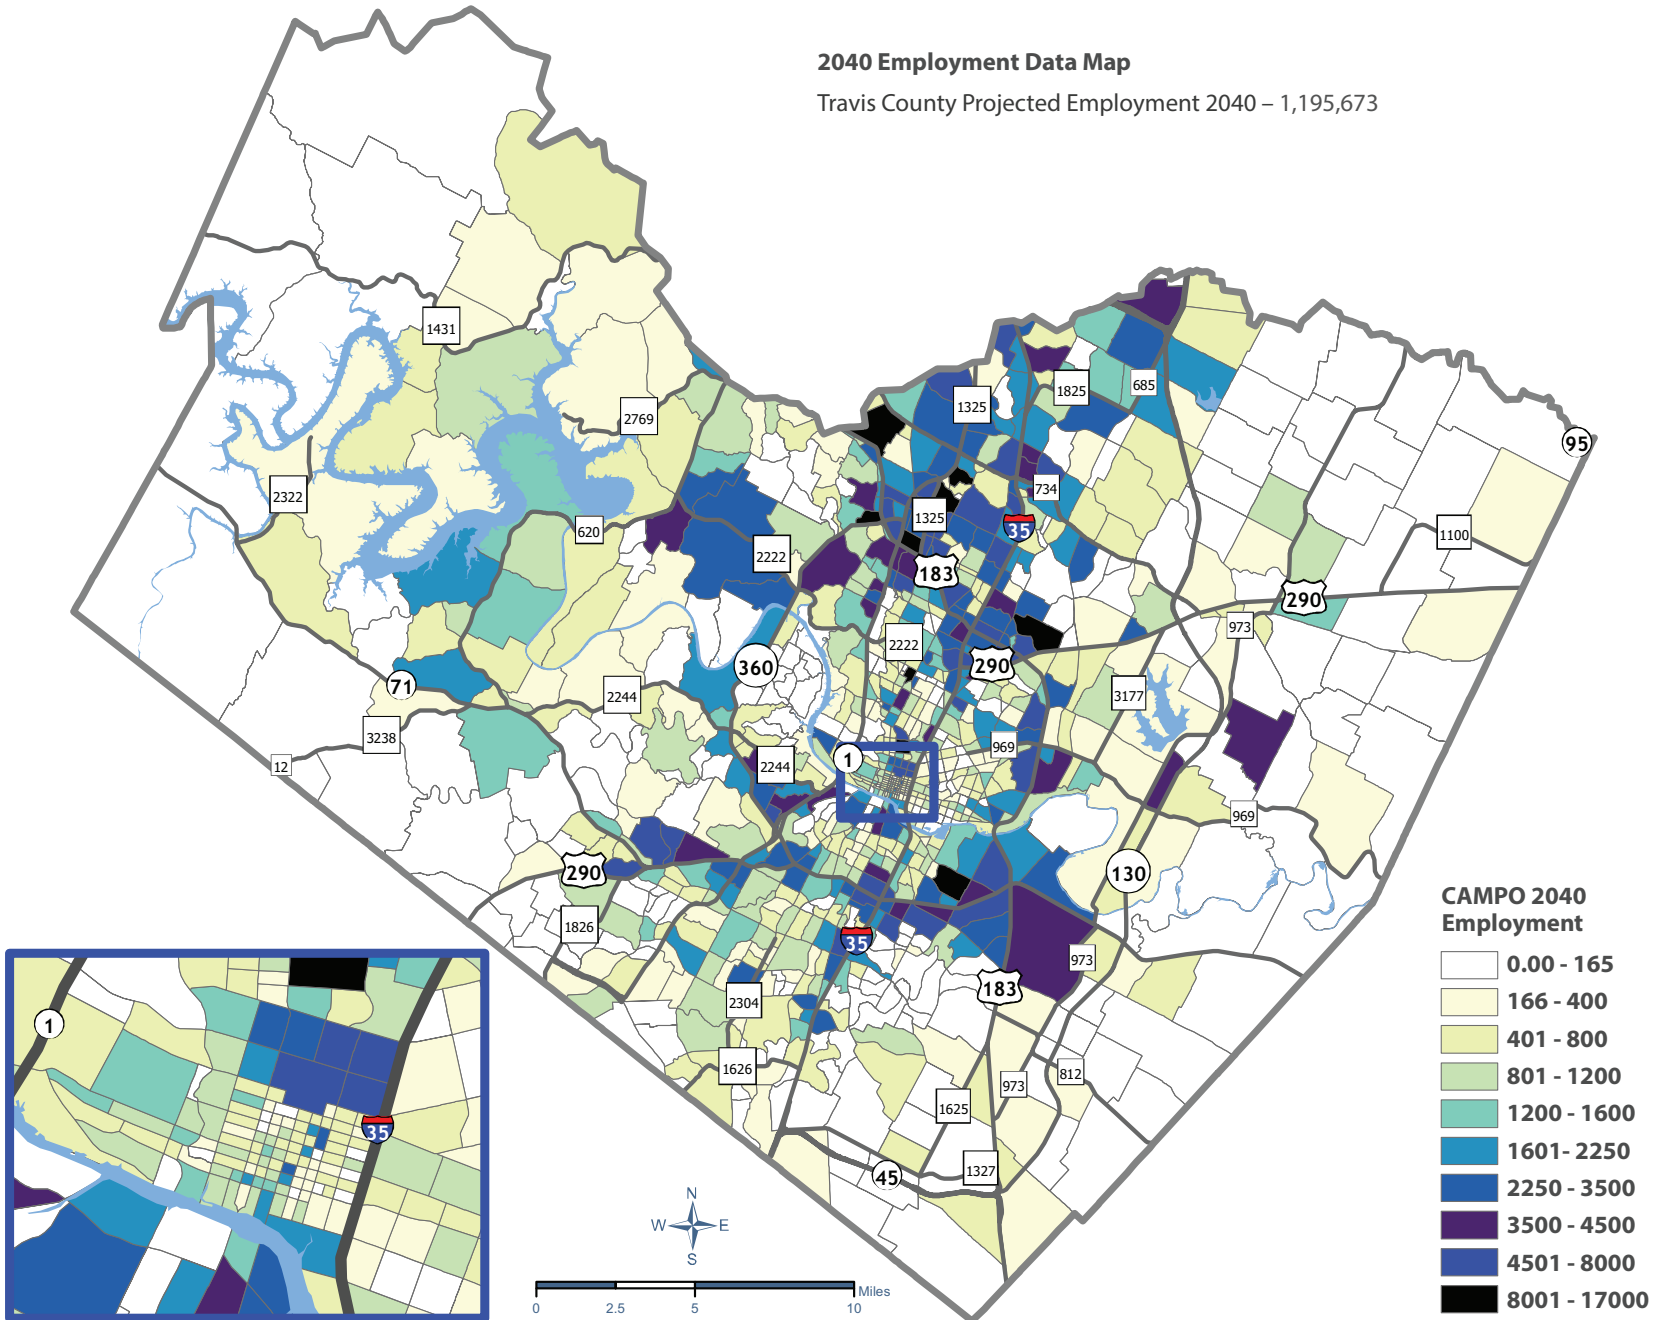 2040 Employment Data Map
Travis County Projected Employment 2040 – 1,195,673
1431
2769
2322
620
2222
1325
1825
685
95
734
1325
35
183
1100
290
973
2222
290
360
3177
71
2244
3238
12
2244
1
969
969
130
290
1826
35
973
183
2304
1626
812
973
1625
1327
45
CAMPO 2040
Employment
0.00 - 165
166 - 400
401 - 800
801 - 1200
1200 - 1600
1601- 2250
2250 - 3500
3500 - 4500
4501 - 8000
8001 - 17000
1
35
N
W E
S
Miles
0 2.5 5 10